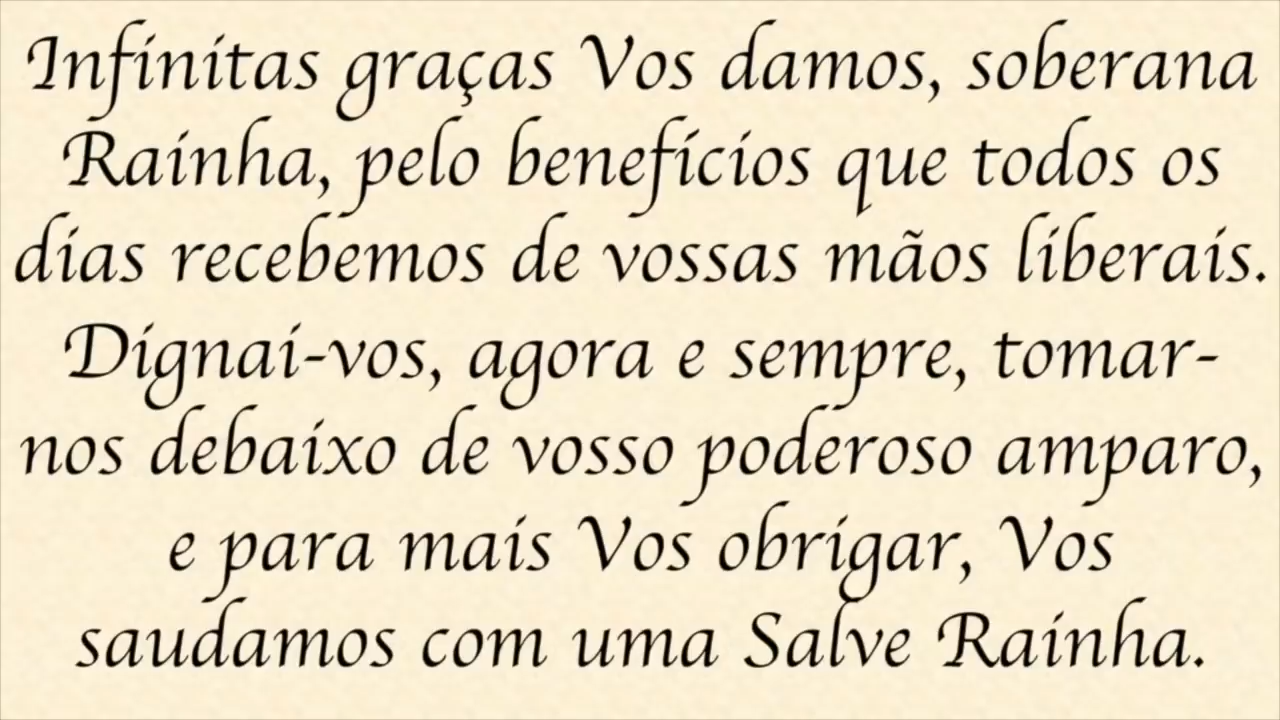 Infinitas graças Vos damos, soberana
Rainha, pelo benefícios que todos os
dias recebemos de vossas mãos liberais.
Dignai-vos, agora e sempre, tomar-
nos debaixo de vosso poderoso amparo,
e para mais Vos obrigar, Vos
saudamos com uma Salve Rainha.